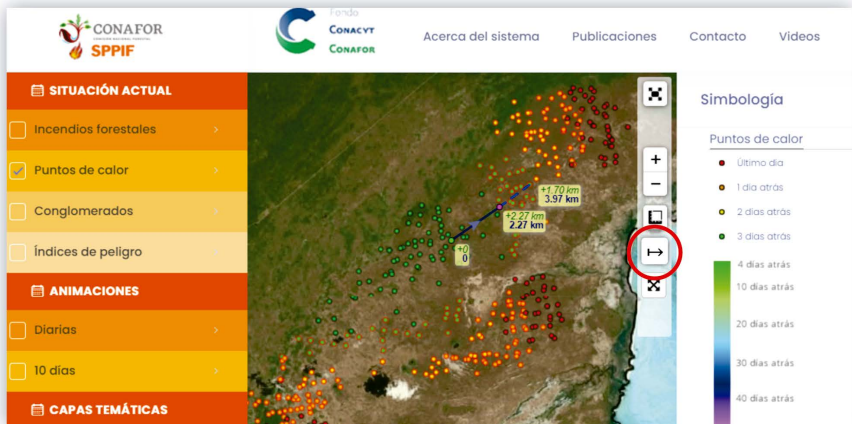 CONAFOR
SPPIF
Fondo
CONACYT
CONAFOR
Acerca del sistema
Publicaciones
Contacto
Videos
SITUACIÓN ACTUAL
Incendios forestales
Puntos de calor
Conglomerados
Índices de peligro
ANIMACIONES
Diarias
10 días
CAPAS TEMÁTICAS
+1.70 km
3.97 km
+2.27 km
2.27 km
+0
0
+
−
Simbología
Puntos de calor
Último día
1 día atrás
2 días atrás
3 días atrás
4 días atrás
10 días atrás
20 días atrás
30 días atrás
40 días atrás